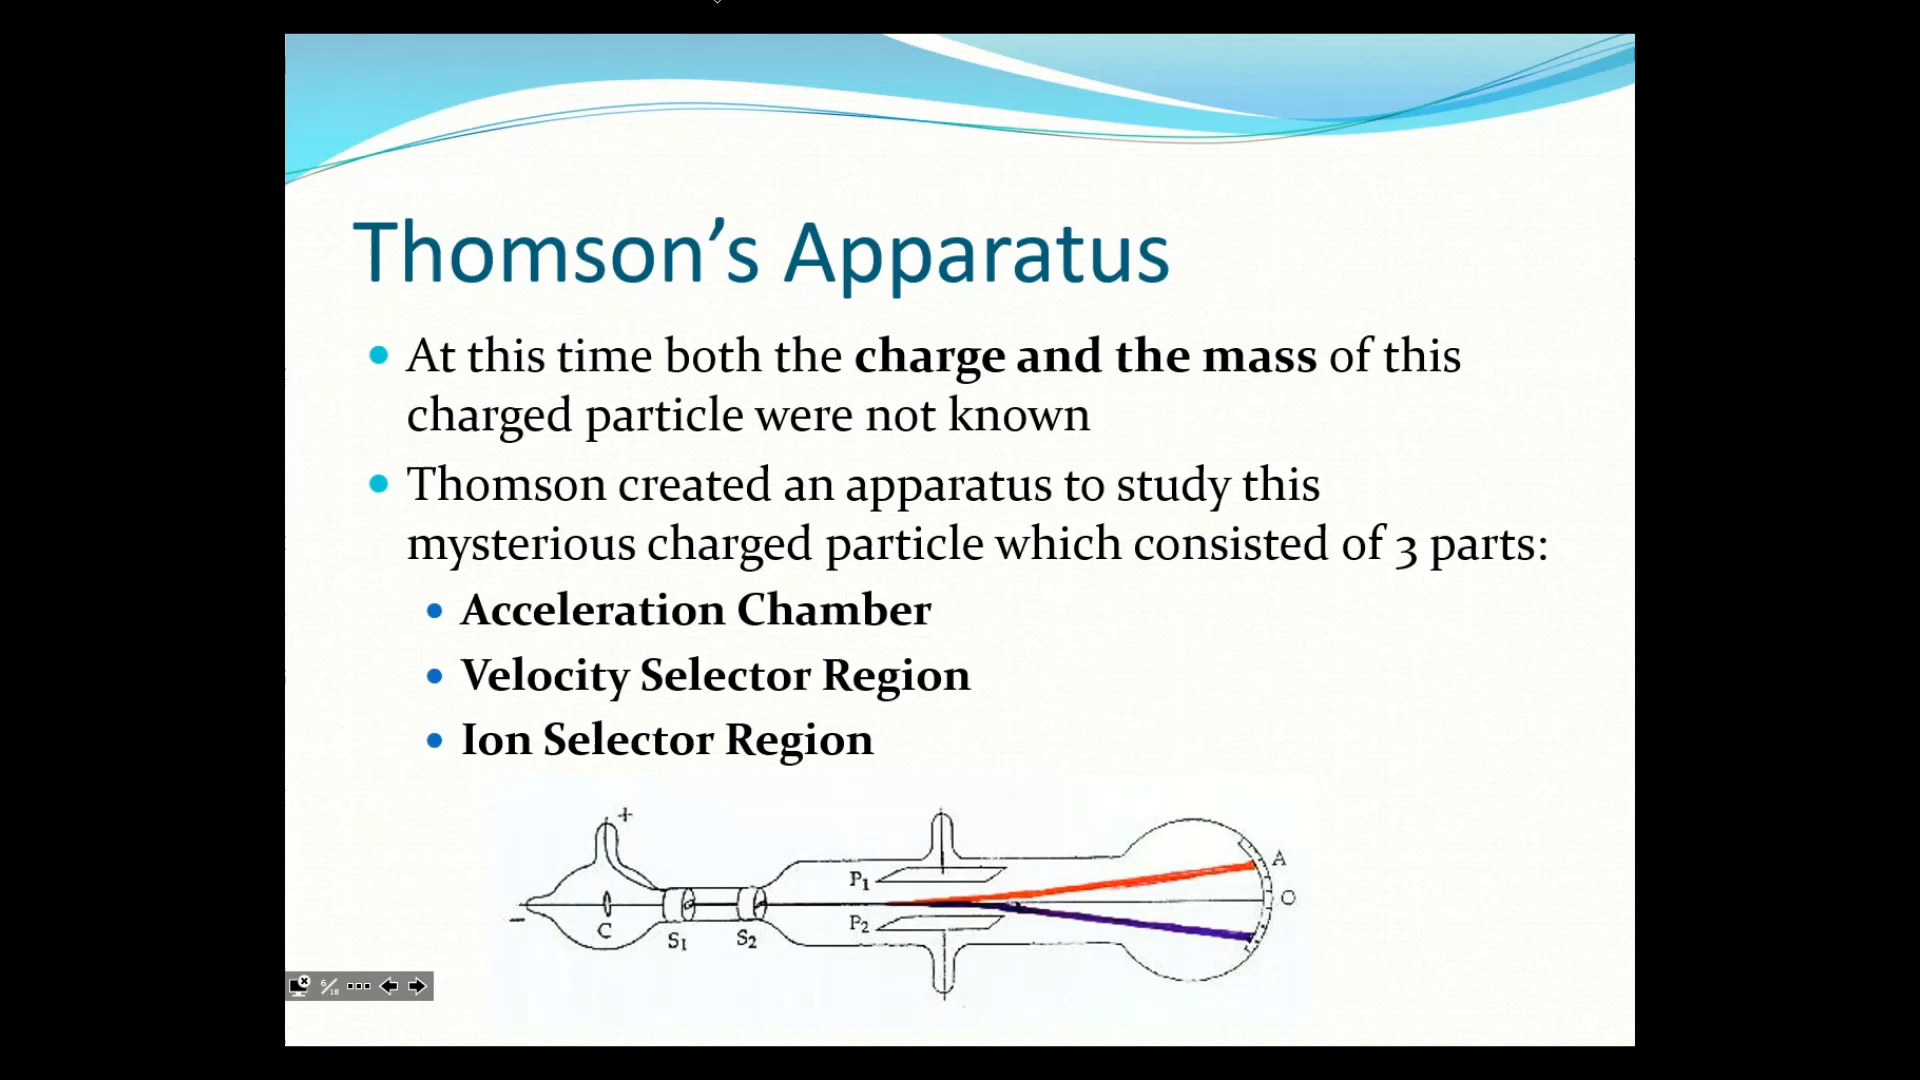 Thomson’s Apparatus
At this time both the charge and the mass of this
charged particle were not known
Thomson created an apparatus to study this
mysterious charged particle which consisted of 3 parts:
Acceleration Chamber
Velocity Selector Region
Ion Selector Region
+
P1
A
O
−
C
P2
S1
S2
6/18